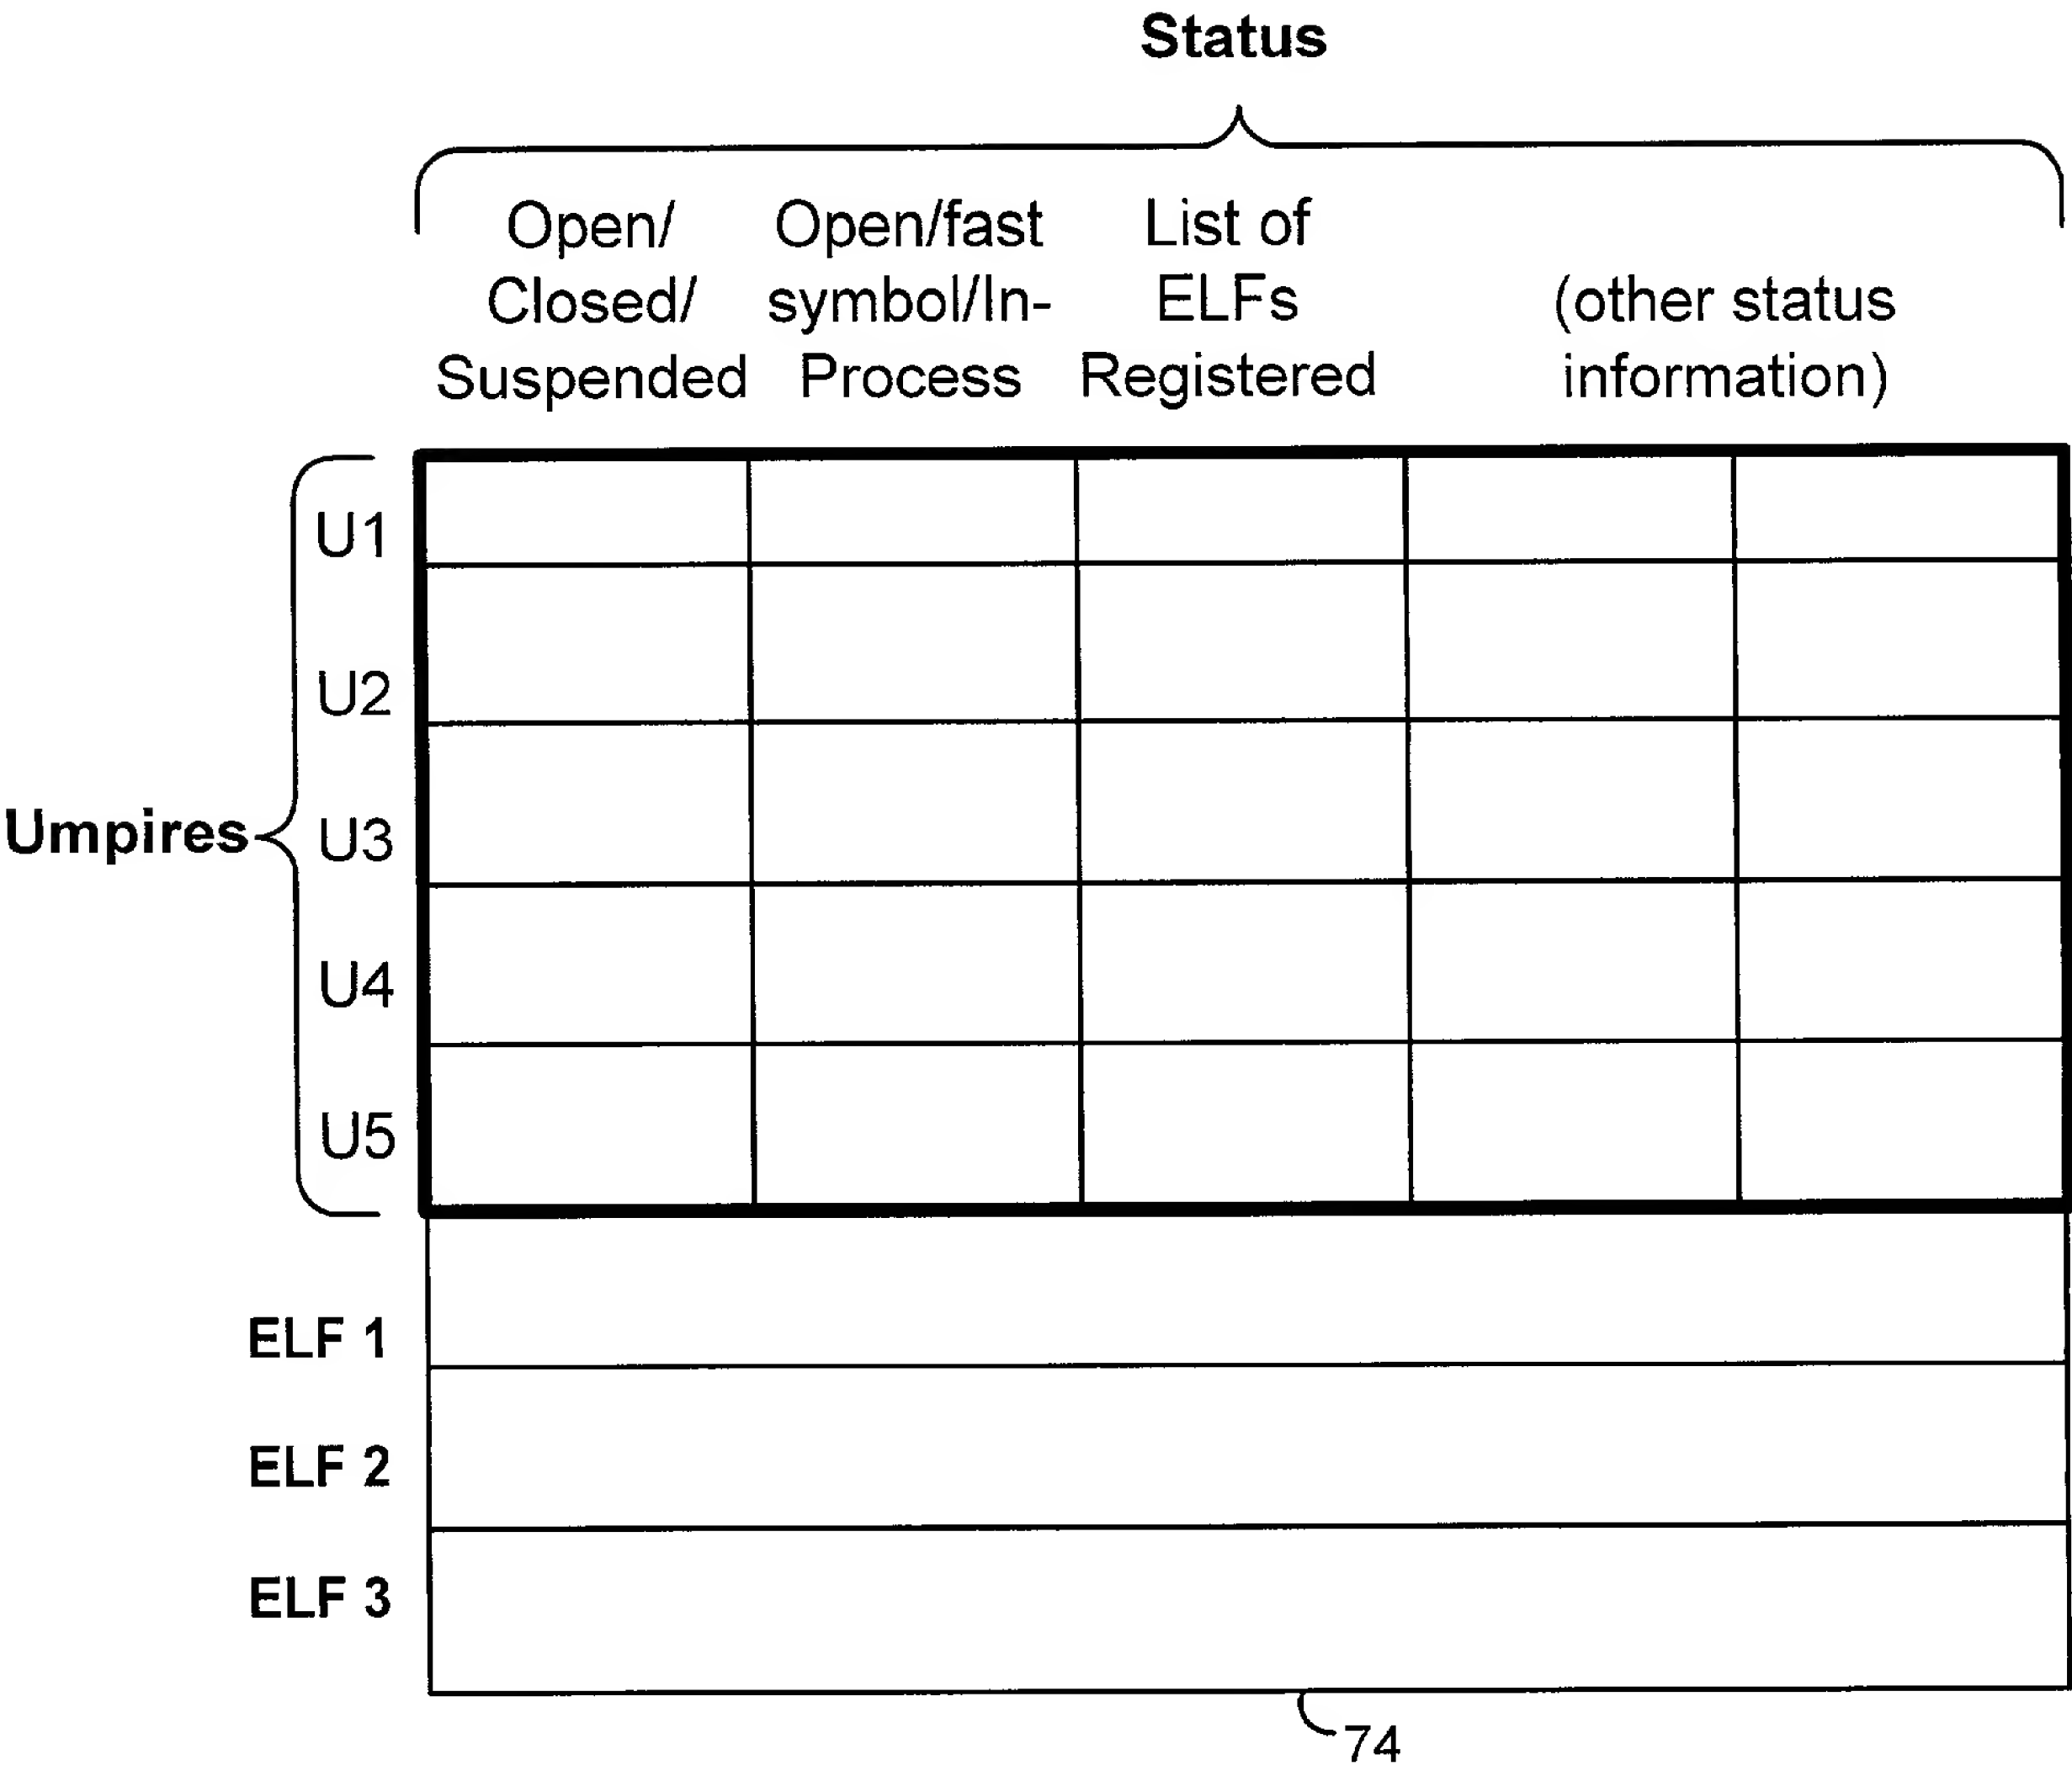 Status
Open/
Closed/
Suspended
Open/fast
symbol/In-
Process
List of
ELFs
Registered
(other status
information)
Umpires
U1
U2
U3
U4
U5
ELF 1
ELF 2
ELF 3
74